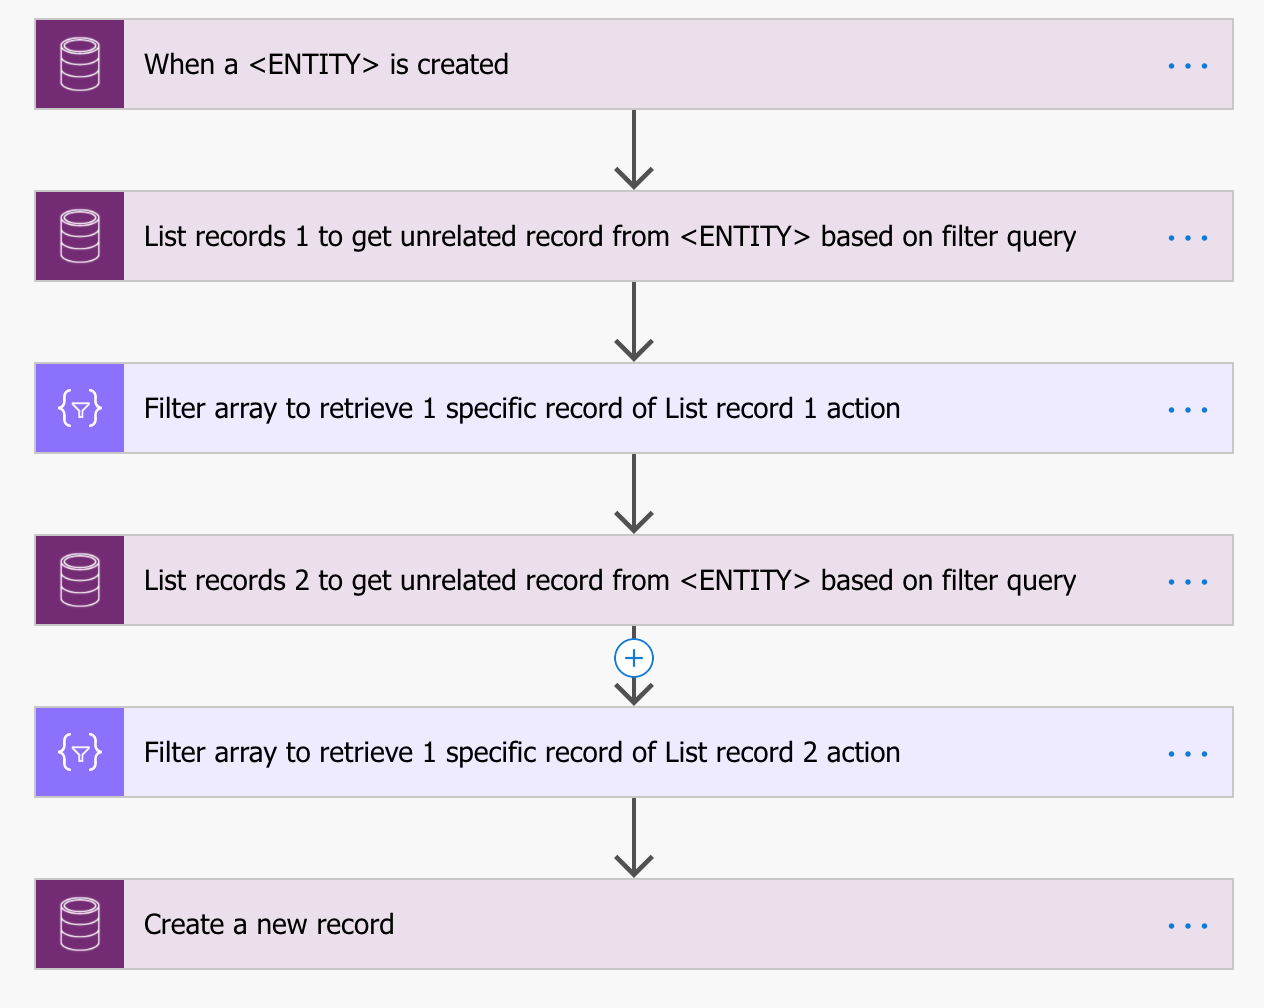 When a <ENTITY> is created
List records 1 to get unrelated record from <ENTITY> based on filter query
Filter array to retrieve 1 specific record of List record 1 action
List records 2 to get unrelated record from <ENTITY> based on filter query
Filter array to retrieve 1 specific record of List record 2 action
Create a new record